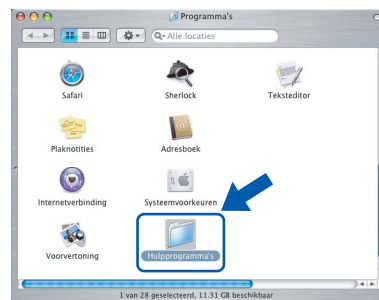 Programma's
Alle locaties
Safari
Sherlock
Teksteditor
Plaknotities
Adresboek
Internetverbinding
Systeemvoorkeuren
Voorvertoning
Hulpprogramma's
1 van 28 geselecteerd, 11.31 GB beschikbaar